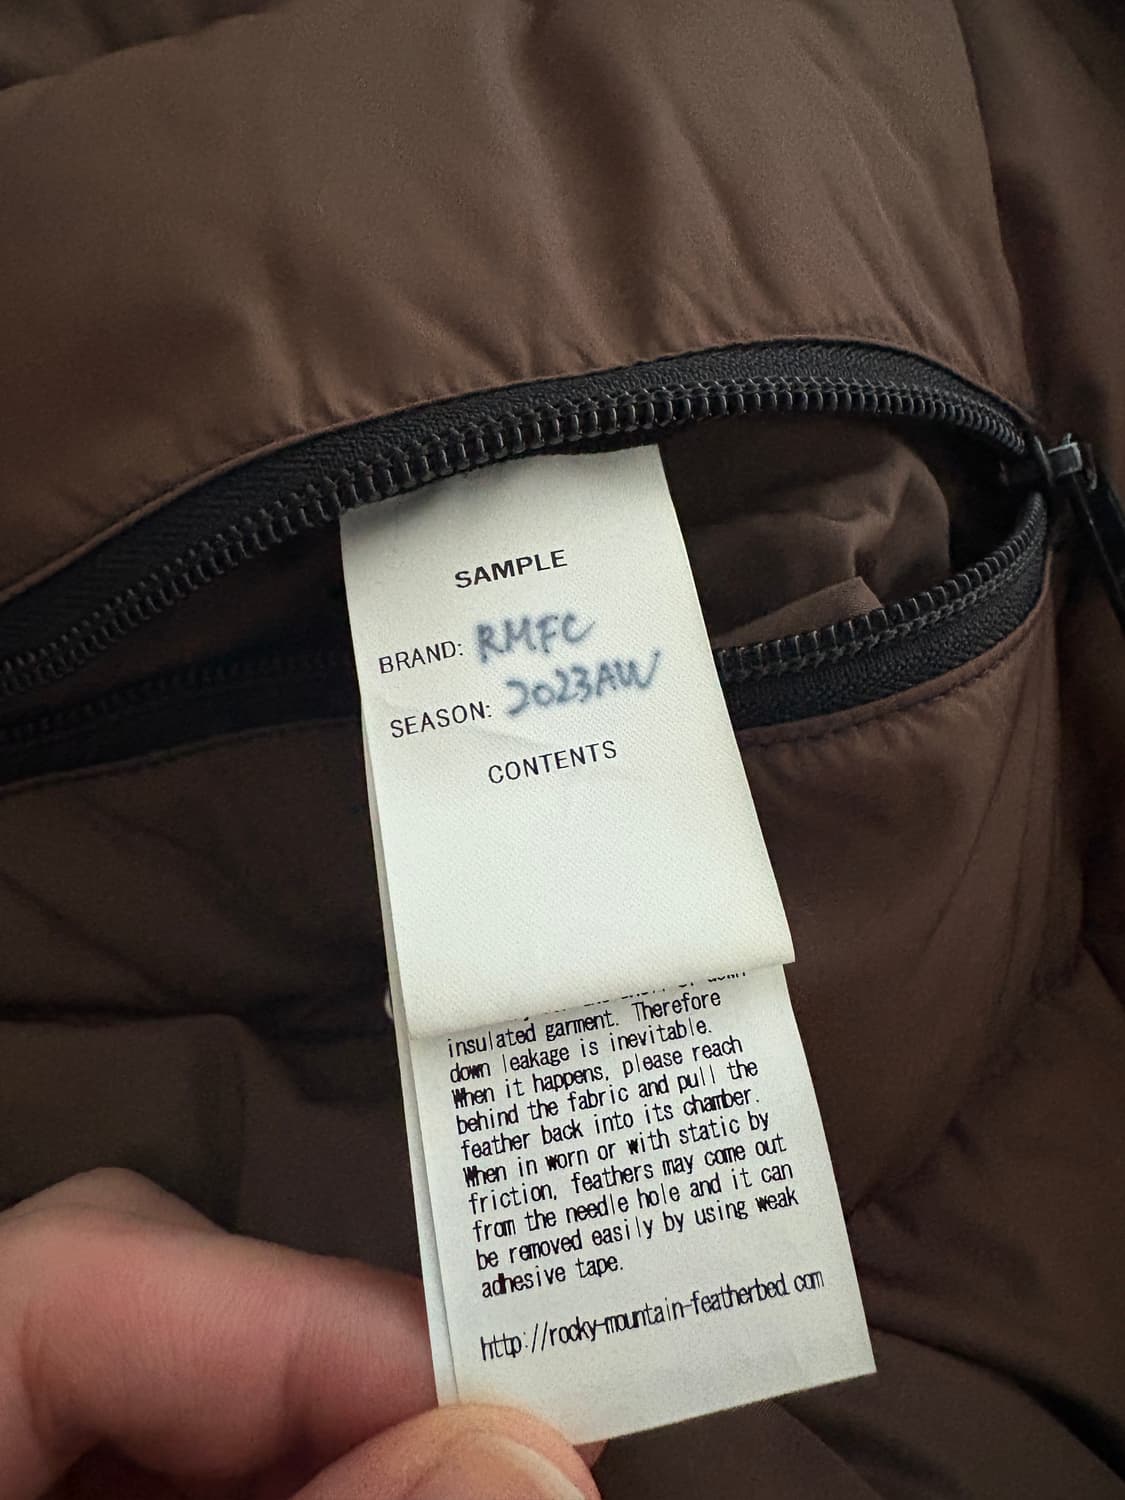 SAMPLE
BRAND: RMFC
SEASON: 2023AW
CONTENTS
down
insulated garment. Therefore
down leakage is inevitable.
When it happens, please reach
behind the fabric and pull the
feather back into its chamber.
When in worn or with static by
friction, feathers may come out
from the needle hole and it can
be removed easily by using weak
adhesive tape.
http://rocky-mountain-featherbed.com